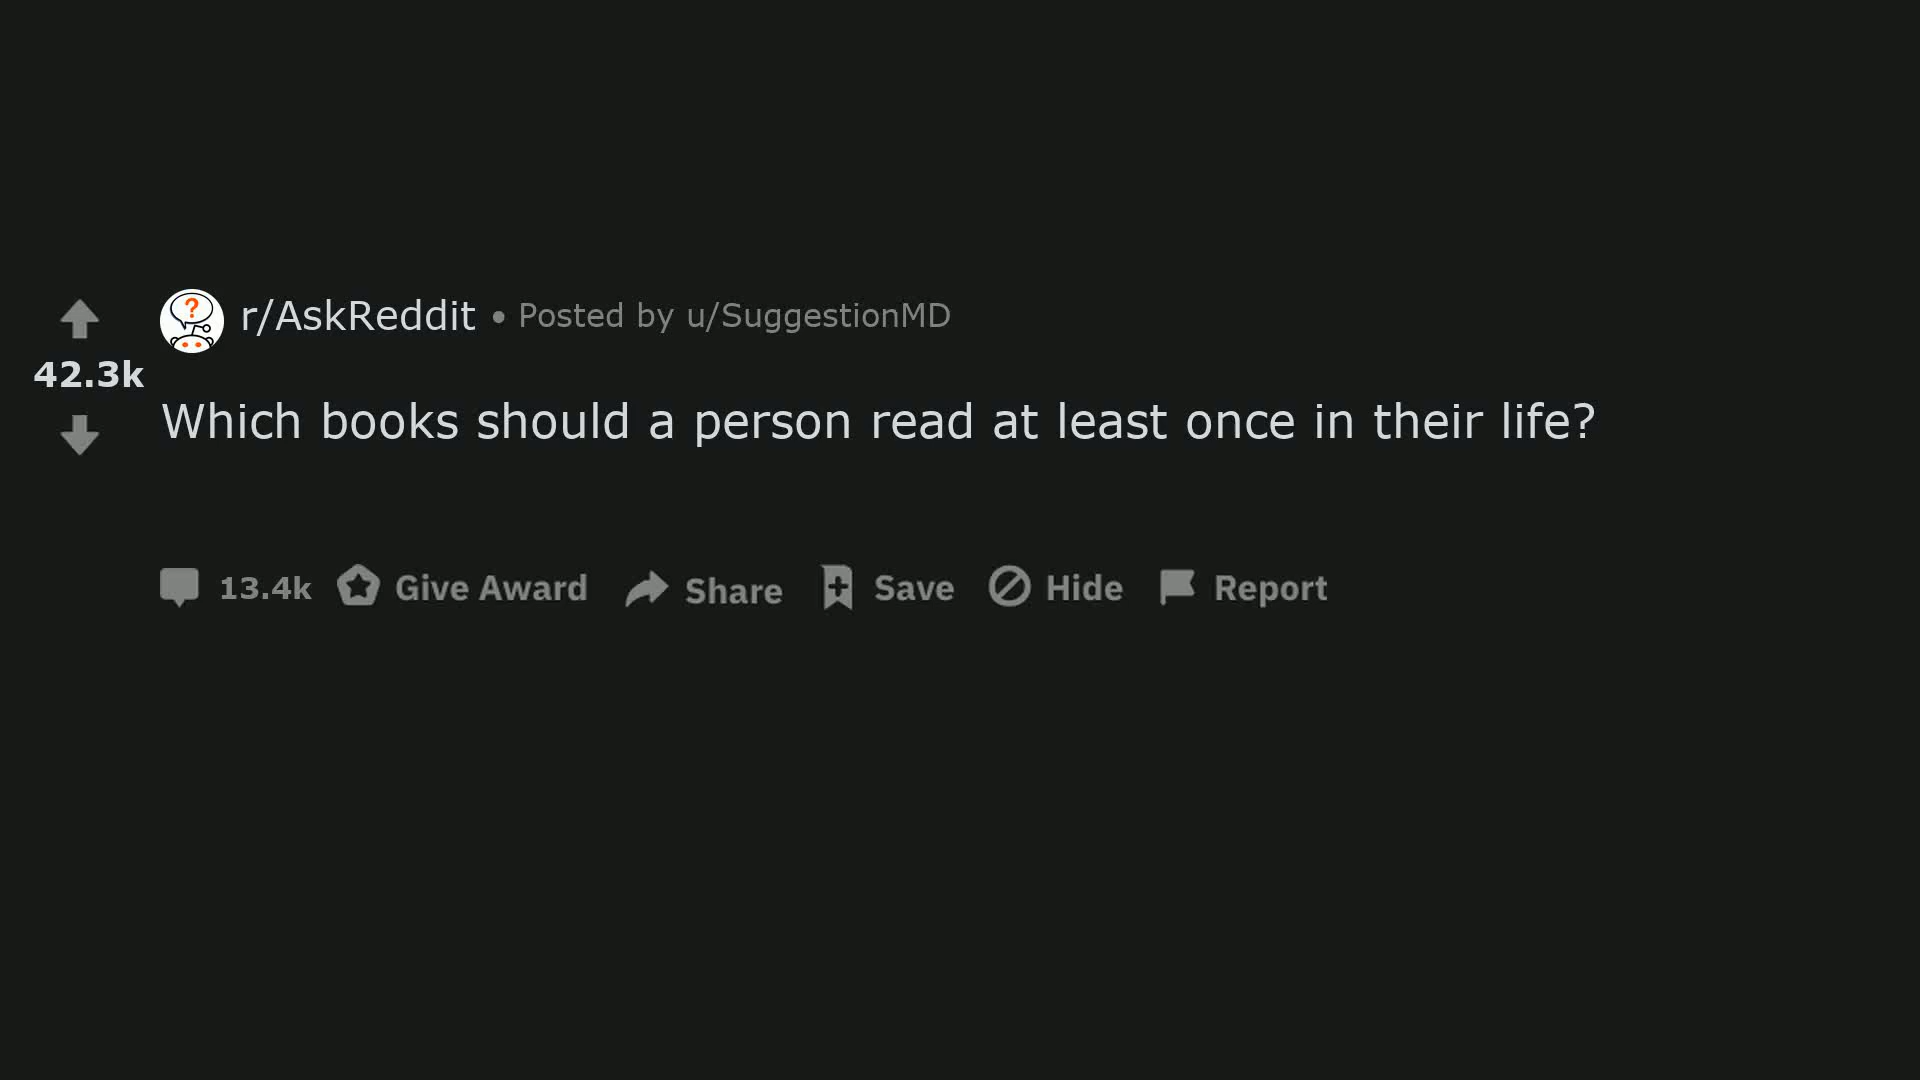 r/AskReddit • Posted by u/SuggestionMD
42.3k
Which books should a person read at least once in their life?
13.4k Give Award Share Save Hide Report